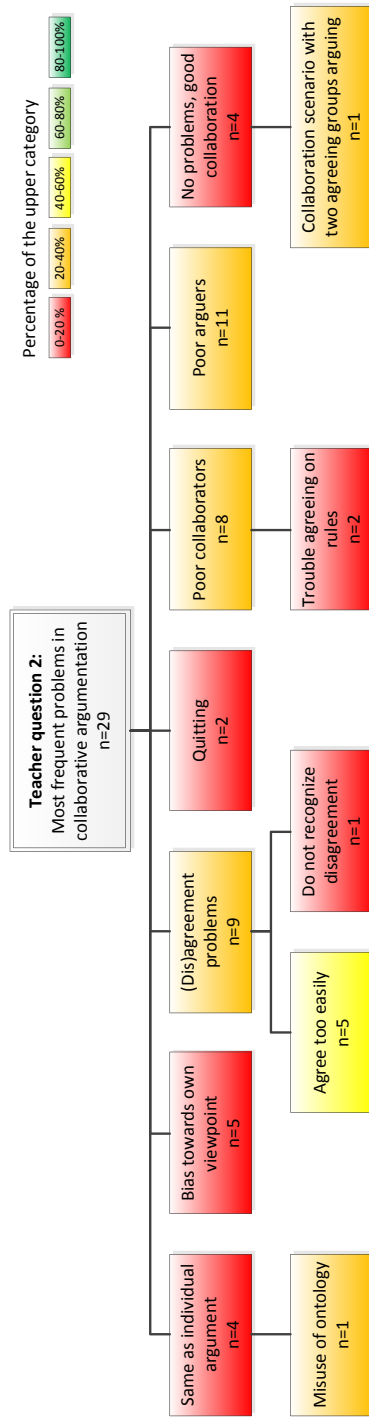 Percentage of the upper category
0-20 %
20-40%
40-60%
60-80%
80-100%
Teacher question 2:
Most frequent problems in
collaborative argumentation
n=29
Same as individual
argument
n=4
Bias towards own
viewpoint
n=5
(Dis)agreement
problems
n=9
Quitting
n=2
Poor collaborators
n=8
Poor arguers
n=11
No problems, good
collaboration
n=4
Misuse of ontology
n=1
Agree too easily
n=5
Do not recognize
disagreement
n=1
Trouble agreeing on
rules
n=2
Collaboration scenario with
two agreeing groups arguing
n=1